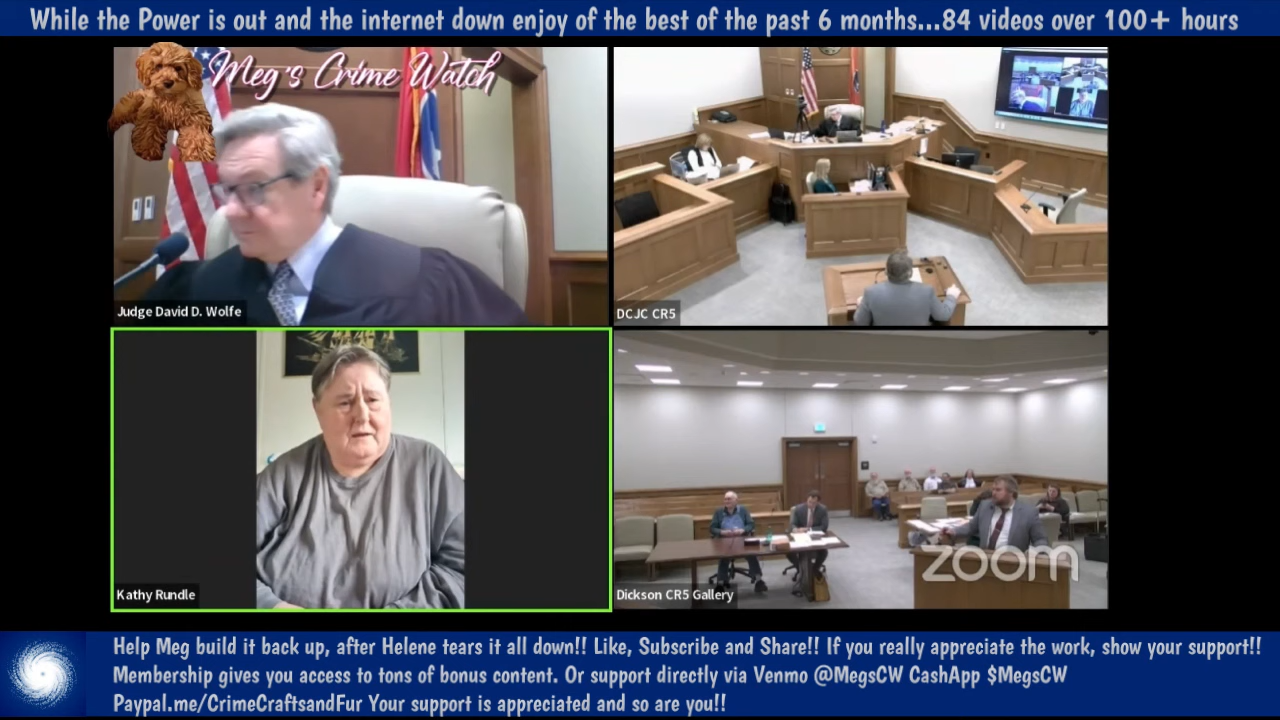 While the Power is out and the internet down enjoy of the best of the past 6 months...84 videos over 100+ hours
Meg's Crime Watch
Judge David D. Wolfe
DCJC CR5
Kathy Rundle
Dickson CR5 Gallery
zoom
Help Meg build it back up, after Helene tears it all down!! Like, Subscribe and Share!! If you really appreciate the work, show your support!!
Membership gives you access to tons of bonus content. Or support directly via Venmo @MegsCW CashApp $MegsCW
Paypal.me/CrimeCraftsandFur Your support is appreciated and so are you!!